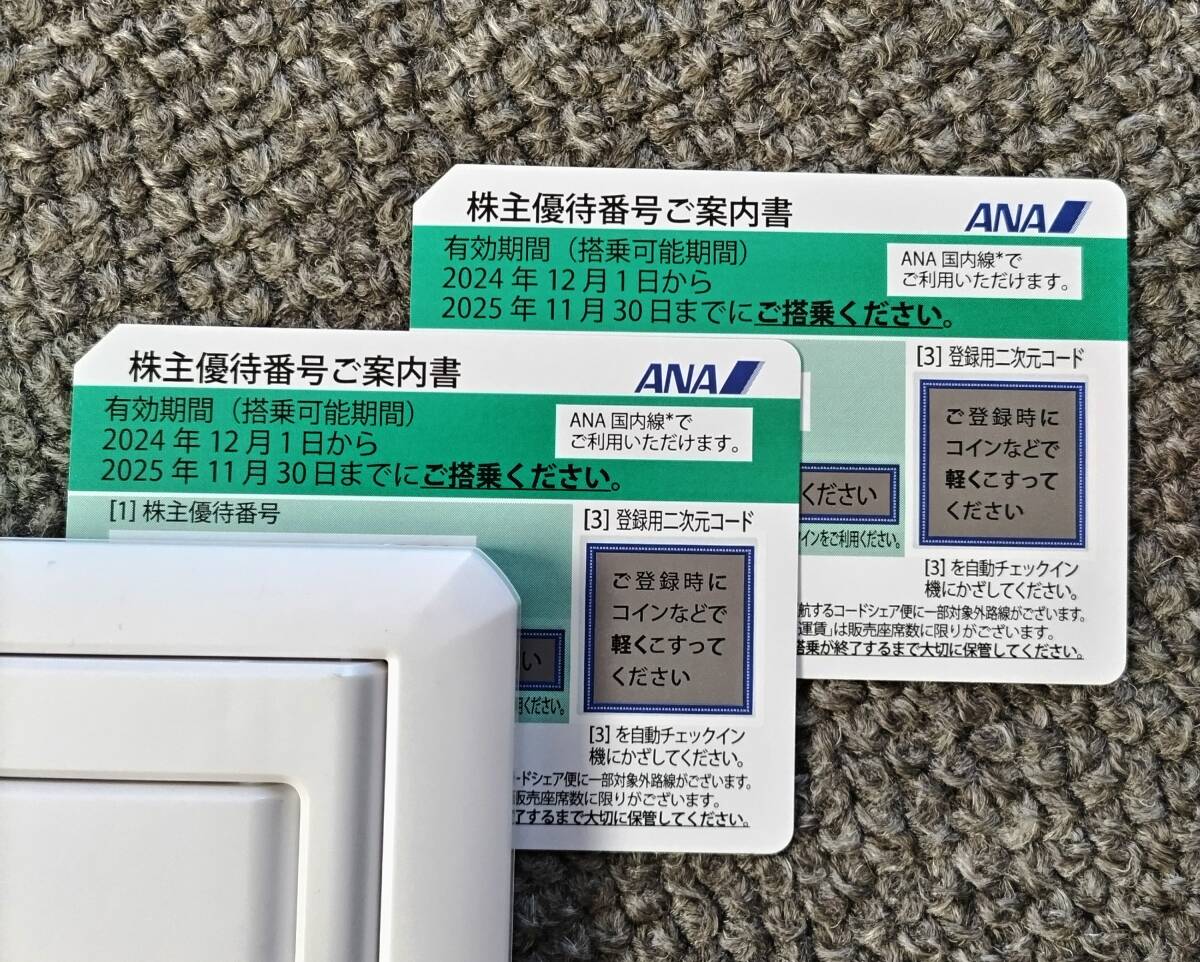 株主優待番号ご案内書
ANA
有効期間（搭乗可能期間）
2024年12月1日から
2025年11月30日までにご搭乗ください。
ANA国内線*で
ご利用いただけます。
[3] 登録用二次元コード
ご登録時に
コインなどで
軽くこすって
ください
ください
インをご利用ください。
[3] を自動チェックイン
機にかざしてください。
航するコードシェア便に一部対象外路線がございます。
運賃」は販売座席数に限りがございます。
搭乗が終了するまで大切に保管してください。
株主優待番号ご案内書
ANA
有効期間（搭乗可能期間）
2024年12月1日から
2025年11月30日までにご搭乗ください。
ANA国内線*で
ご利用いただけます。
[1] 株主優待番号
[3] 登録用二次元コード
ご登録時に
コインなどで
軽くこすって
ください
い
ください。
[3] を自動チェックイン
機にかざしてください。
ードシェア便に一部対象外路線がございます。
販売座席数に限りがございます。
了するまで大切に保管してください。